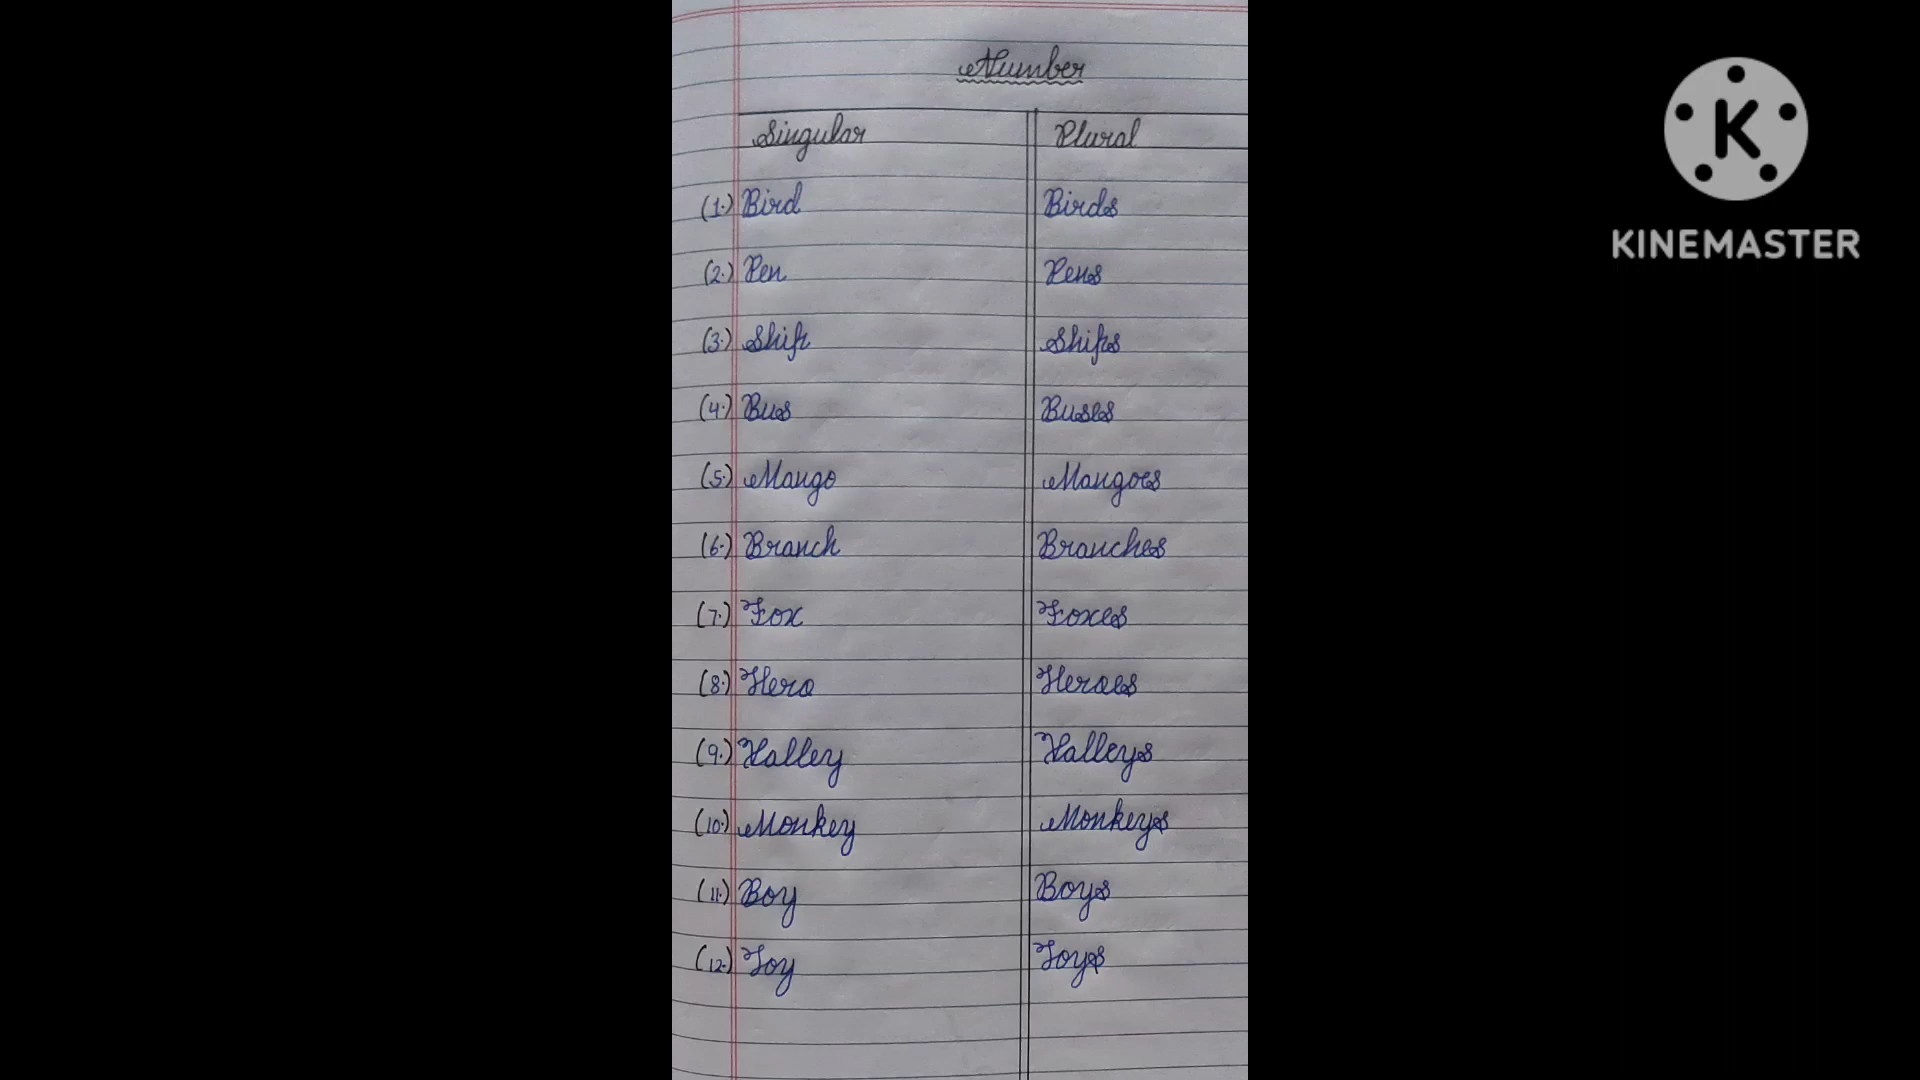 Number
Singular Plural
(1.) Bird Birds
(2.) Pen Pens
(3.) Ship Ships
(4.) Bus Buses
(5.) Mango Mangoes
(6.) Branch Branches
(7.) Fox Foxes
(8.) Hero Heroes
(9.) Valley Valleys
(10.) Monkey Monkeys
(11.) Boy Boys
(12.) Toy Toys
K
KINEMASTER